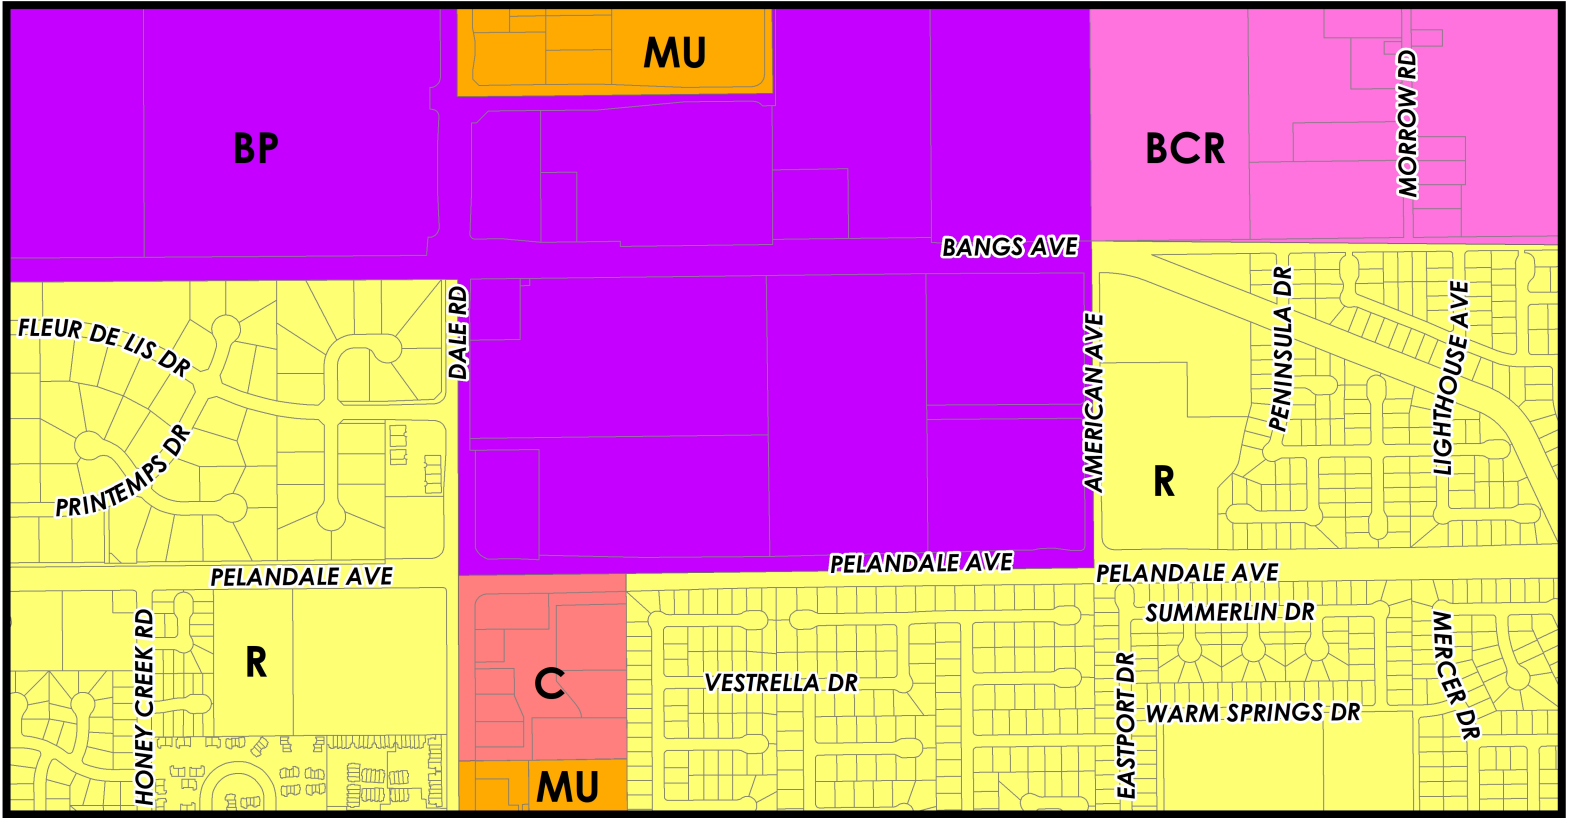 MU
BP
BCR
MORROW RD
BANGS AVE
FLEUR DE LIS DR
DALE RD
PENINSULA DR
LIGHTHOUSE AVE
AMERICAN AVE
PRINTEMPS DR
R
PELANDALE AVE
PELANDALE AVE
PELANDALE AVE
SUMMERLIN DR
HONEY CREEK RD
R
C
VESTRELLA DR
EASTPORT DR
MERCER DR
WARM SPRINGS DR
MU